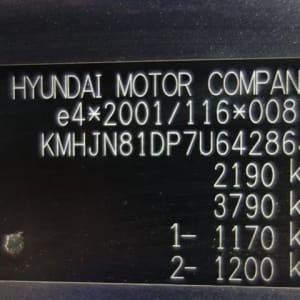 HYUNDAI MOTOR COMPAN
e4*2001/116*008
KMHJN81DP7U64286
2190 k
3790 k
1- 1170 k
2- 1200 k